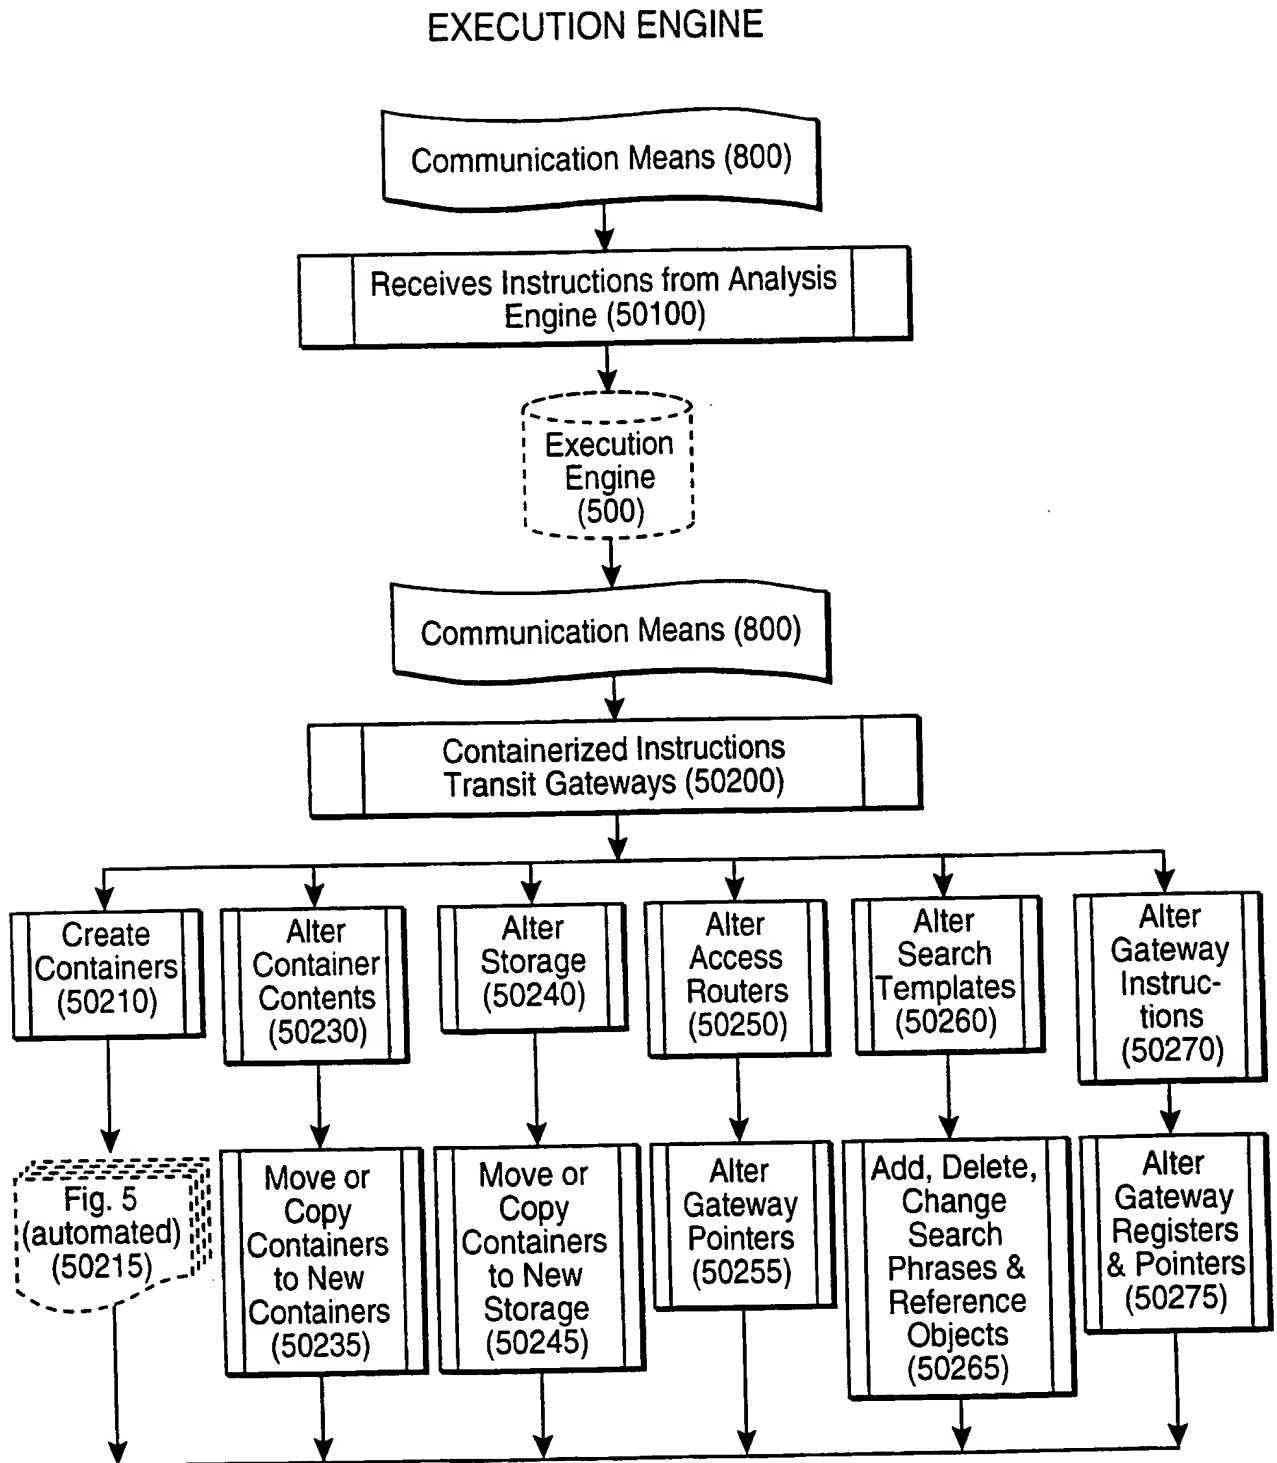 EXECUTION ENGINE
Communication Means (800)
Receives Instructions from Analysis
Engine (50100)
Execution
Engine
(500)
Communication Means (800)
Containerized Instructions
Transit Gateways (50200)
Create
Containers
(50210)
Alter
Container
Contents
(50230)
Alter
Storage
(50240)
Alter
Access
Routers
(50250)
Alter
Search
Templates
(50260)
Alter
Gateway
Instruc-
tions
(50270)
Fig. 5
(automated)
(50215)
Move or
Copy
Containers
to New
Containers
(50235)
Move or
Copy
Containers
to New
Storage
(50245)
Alter
Gateway
Pointers
(50255)
Add, Delete,
Change
Search
Phrases &
Reference
Objects
(50265)
Alter
Gateway
Registers
& Pointers
(50275)